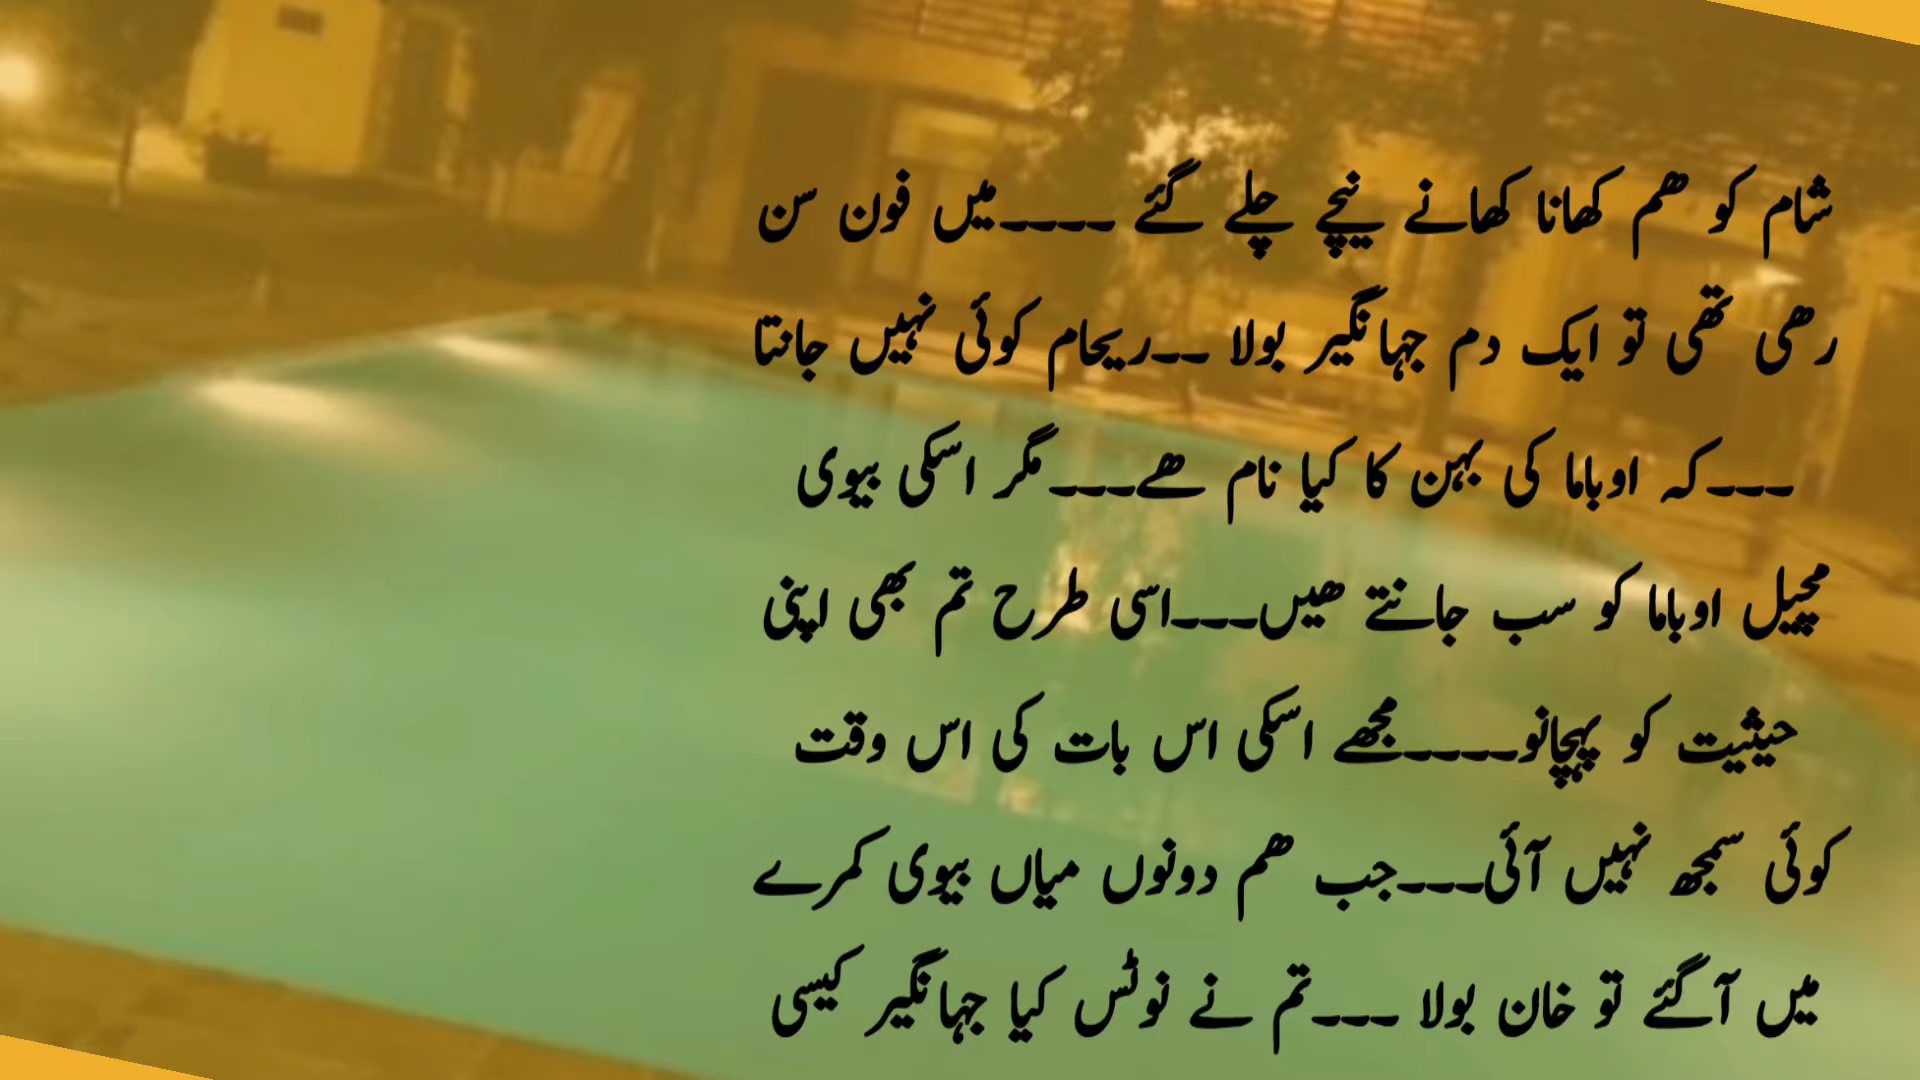 شام کو ھم کھانا کھانے نیچے چلے گئے ----میں فون سن
رھی تھی تو ایک دم جہانگیر بولا --ریحام کوئی نہیں جانتا
---کہ اوباما کی بہن کا کیا نام ھے---مگر اسکی بیوی
مچیل اوباما کو سب جانتے ھیں---اسی طرح تم بھی اپنی
حیثیت کو پہچانو----مجھے اسکی اس بات کی اس وقت
کوئی سمجھ نہیں آئی---جب ھم دونوں میاں بیوی کمرے
میں آگئے تو خان بولا ---تم نے نوٹس کیا جہانگیر کیسی